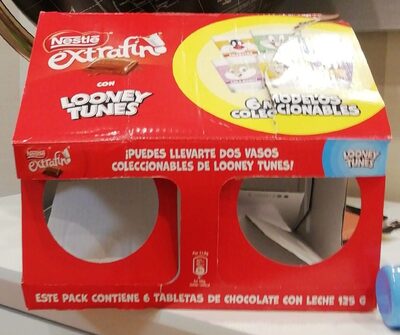 Nestlé
extrafino
CON
LOONEY
TUNES
6 MODELOS
COLECCIONABLES
Nestlé
extrafino
¡PUEDES LLEVARTE DOS VASOS
COLECCIONABLES DE LOONEY TUNES!
LOONEY
TUNES
ESTE PACK CONTIENE 6 TABLETAS DE CHOCOLATE CON LECHE 125 G